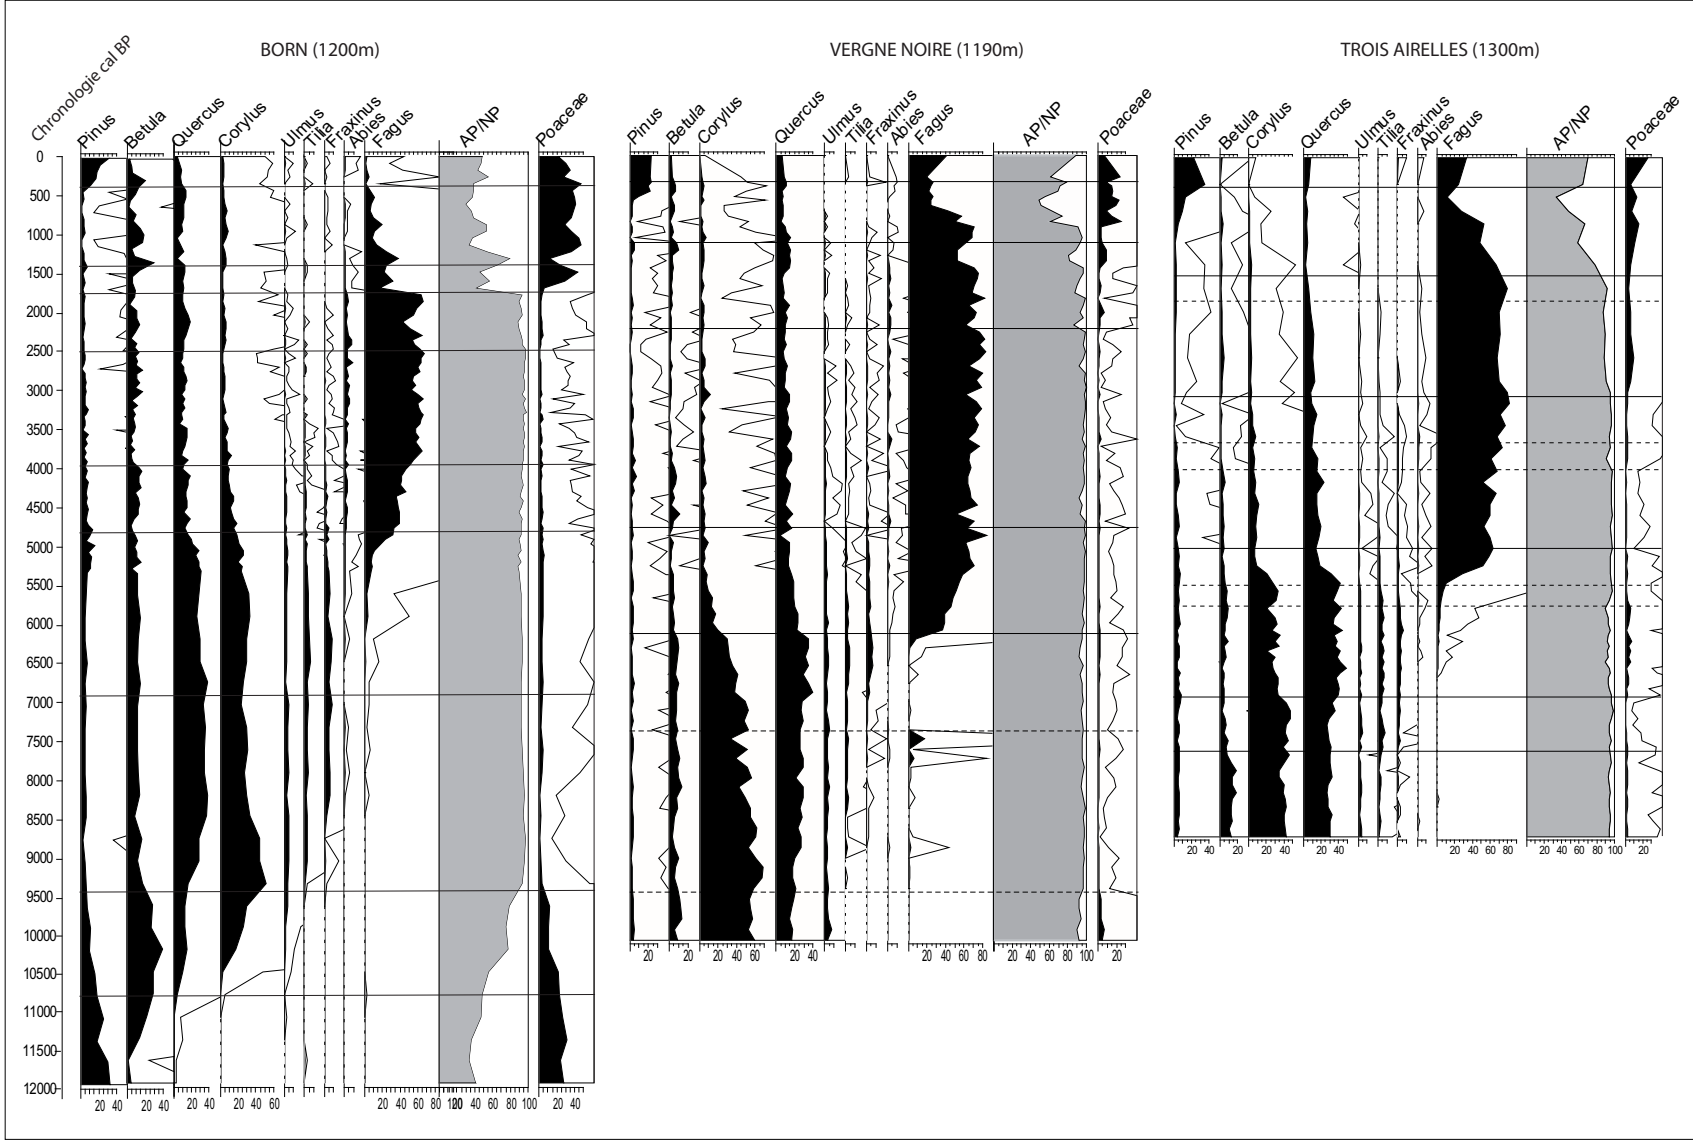 BORN (1200m)
VERGNE NOIRE (1190m)
TROIS AIRELLES (1300m)
Chronologie cal BP
Pinus
Betula
Quercus
Corylus
Ulmus
Tilia
Fraxinus
Abies
Fagus
AP/NP
Poaceae
Pinus
Betula
Corylus
Quercus
Ulmus
Tilia
Fraxinus
Abies
Fagus
AP/NP
Poaceae
Pinus
Betula
Corylus
Quercus
Ulmus
Tilia
Fraxinus
Abies
Fagus
AP/NP
Poaceae
0
500
1000
1500
2000
2500
3000
3500
4000
4500
5000
5500
6000
6500
7000
7500
8000
8500
9000
9500
10000
10500
11000
11500
12000
20 40 20 40 20 40 20 40 60 20 40 60 80 20 40 60 80 100 20 40
20 20 20 40 20 40 20 40 60 80 20 40 60 80 100 20
20 40 20 20 40 20 40 20 40 60 80 20 40 60 80 100 20